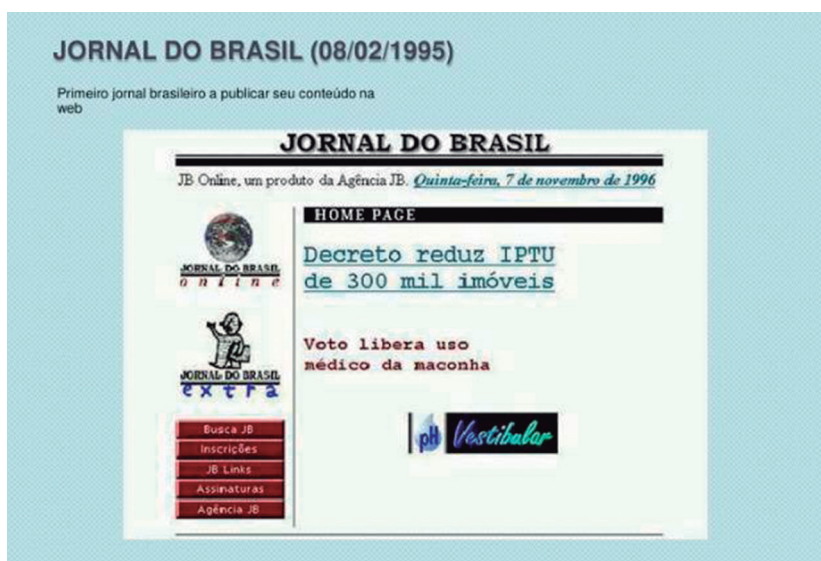 JORNAL DO BRASIL (08/02/1995)
Primeiro jornal brasileiro a publicar seu conteúdo na
web
JORNAL DO BRASIL
JB Online, um produto da Agência JB. Quinta-feira, 7 de novembro de 1996
JORNAL DO BRASIL
online
JORNAL DO BRASIL
extra
Busca JB
Inscrições
JB Links
Assinaturas
Agência JB
HOME PAGE
Decreto reduz IPTU
de 300 mil imóveis
Voto libera uso
médico da maconha
pH Vestibular